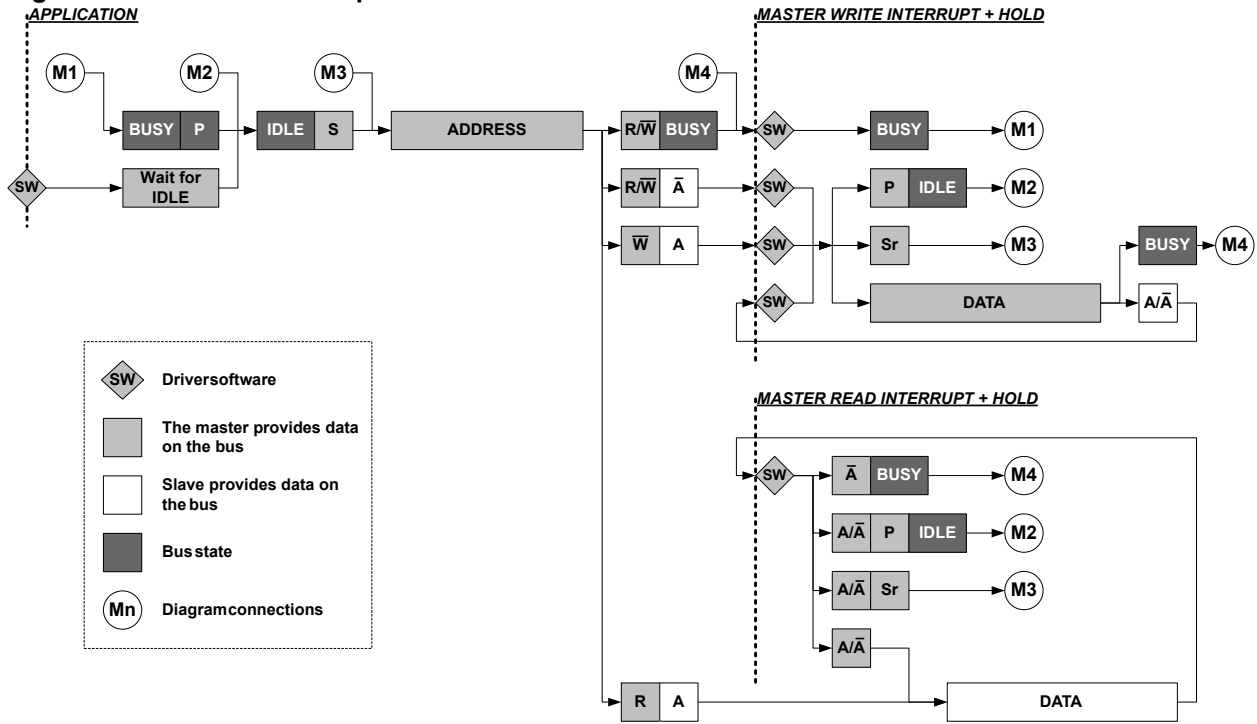 APPLICATION
MASTER WRITE INTERRUPT + HOLD
M1
M2
M3
M4
BUSY P
IDLE S
ADDRESS
R/W̅ BUSY
SW
BUSY
M1
SW
Wait for
IDLE
R/W̅ A̅
SW
P IDLE
M2
W̅ A
SW
Sr
M3
BUSY
M4
SW
DATA
A/A̅
SW
Driversoftware
The master provides data
on the bus
Slave provides data on
the bus
Bus state
Mn
Diagramconnections
MASTER READ INTERRUPT + HOLD
SW
A̅ BUSY
M4
A/A̅ P IDLE
M2
A/A̅ Sr
M3
A/A̅
R A
DATA